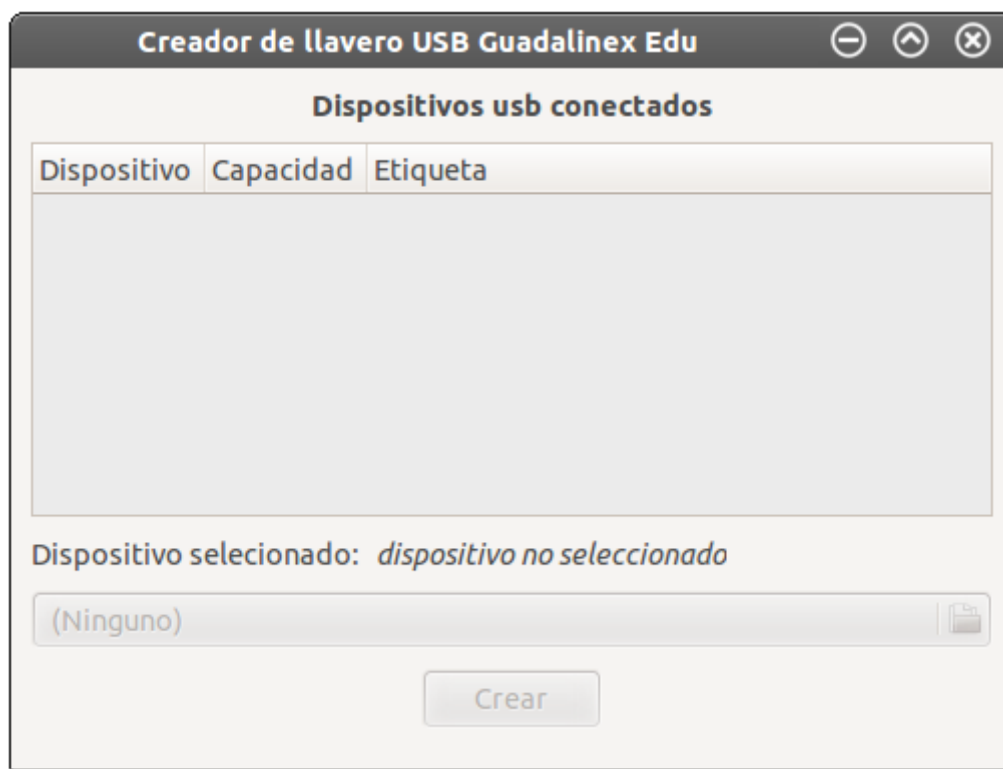 Creador de llavero USB Guadalinex Edu
Dispositivos usb conectados
Dispositivo Capacidad Etiqueta
Dispositivo selecionado: dispositivo no seleccionado
(Ninguno)
Crear